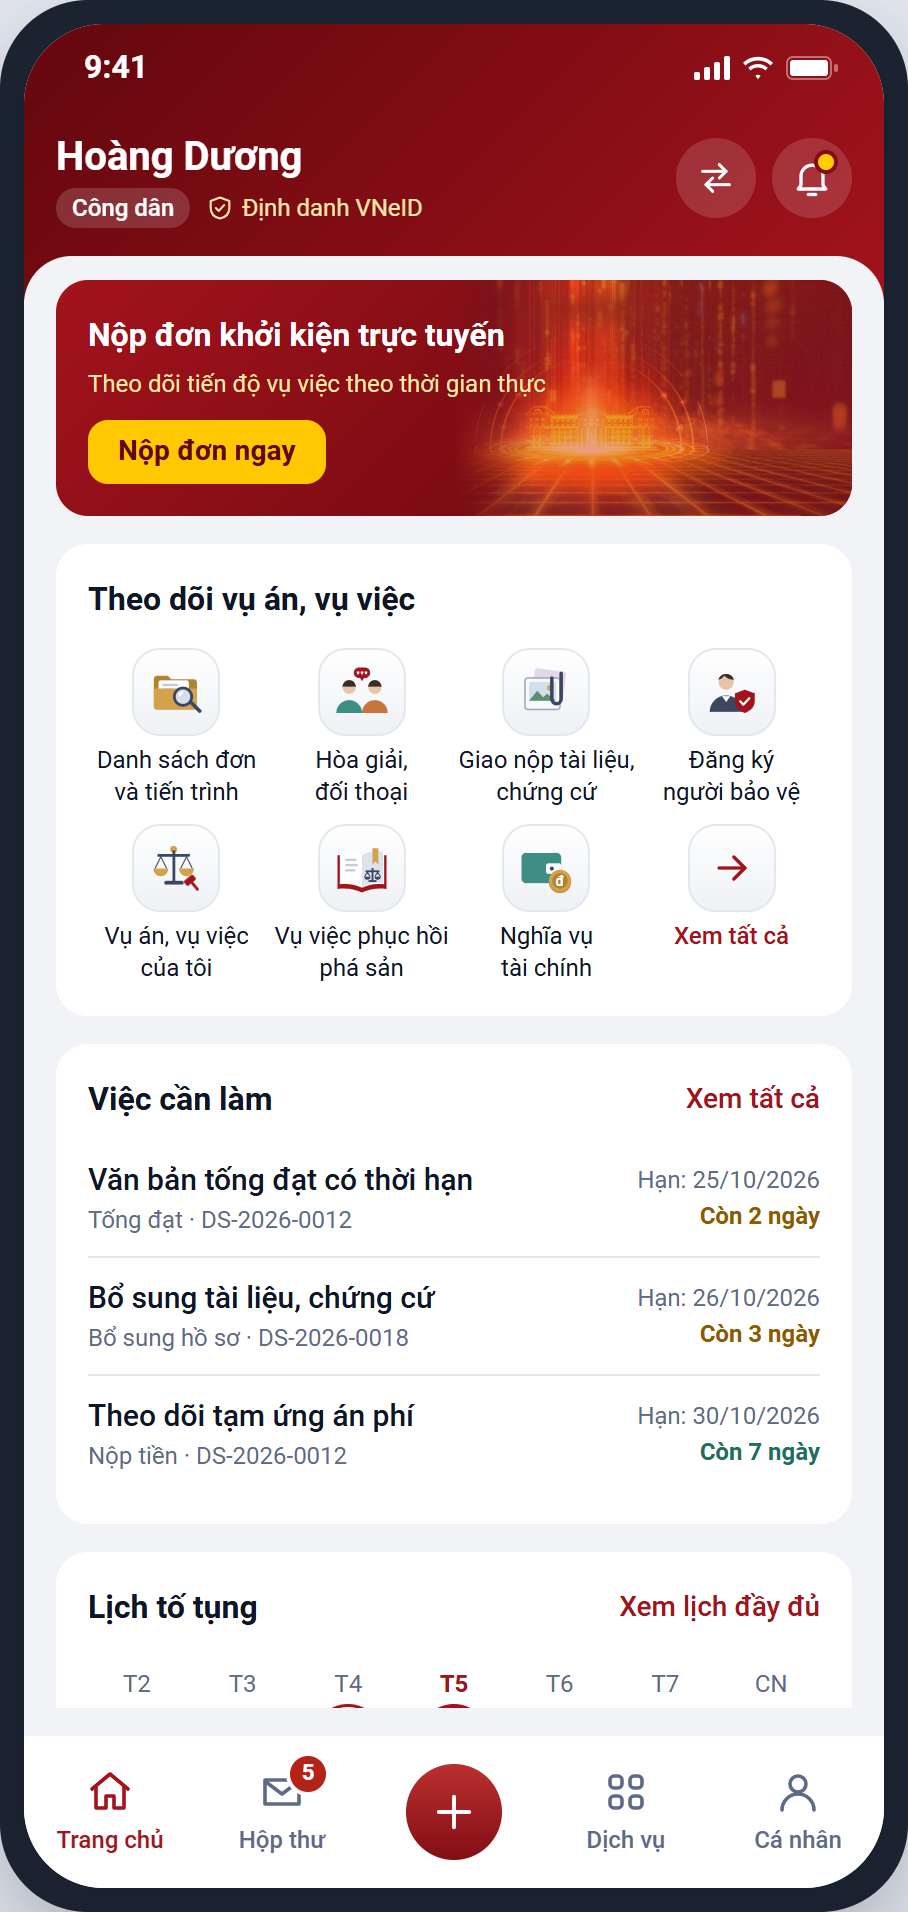 9:41
Hoàng Dương
Công dân
Định danh VNeID
Nộp đơn khởi kiện trực tuyến
Theo dõi tiến độ vụ việc theo thời gian thực
Nộp đơn ngay
Theo dõi vụ án, vụ việc
Danh sách đơn
và tiến trình
Hòa giải,
đối thoại
Giao nộp tài liệu,
chứng cứ
Đăng ký
người bảo vệ
Vụ án, vụ việc
của tôi
Vụ việc phục hồi
phá sản
đ
Nghĩa vụ
tài chính
Xem tất cả
Việc cần làm
Xem tất cả
Văn bản tống đạt có thời hạn
Hạn: 25/10/2026
Tống đạt · DS-2026-0012
Còn 2 ngày
Bổ sung tài liệu, chứng cứ
Hạn: 26/10/2026
Bổ sung hồ sơ · DS-2026-0018
Còn 3 ngày
Theo dõi tạm ứng án phí
Hạn: 30/10/2026
Nộp tiền · DS-2026-0012
Còn 7 ngày
Lịch tố tụng
Xem lịch đầy đủ
T2 T3 T4 T5 T6 T7 CN
Trang chủ
5
Hộp thư
Dịch vụ
Cá nhân